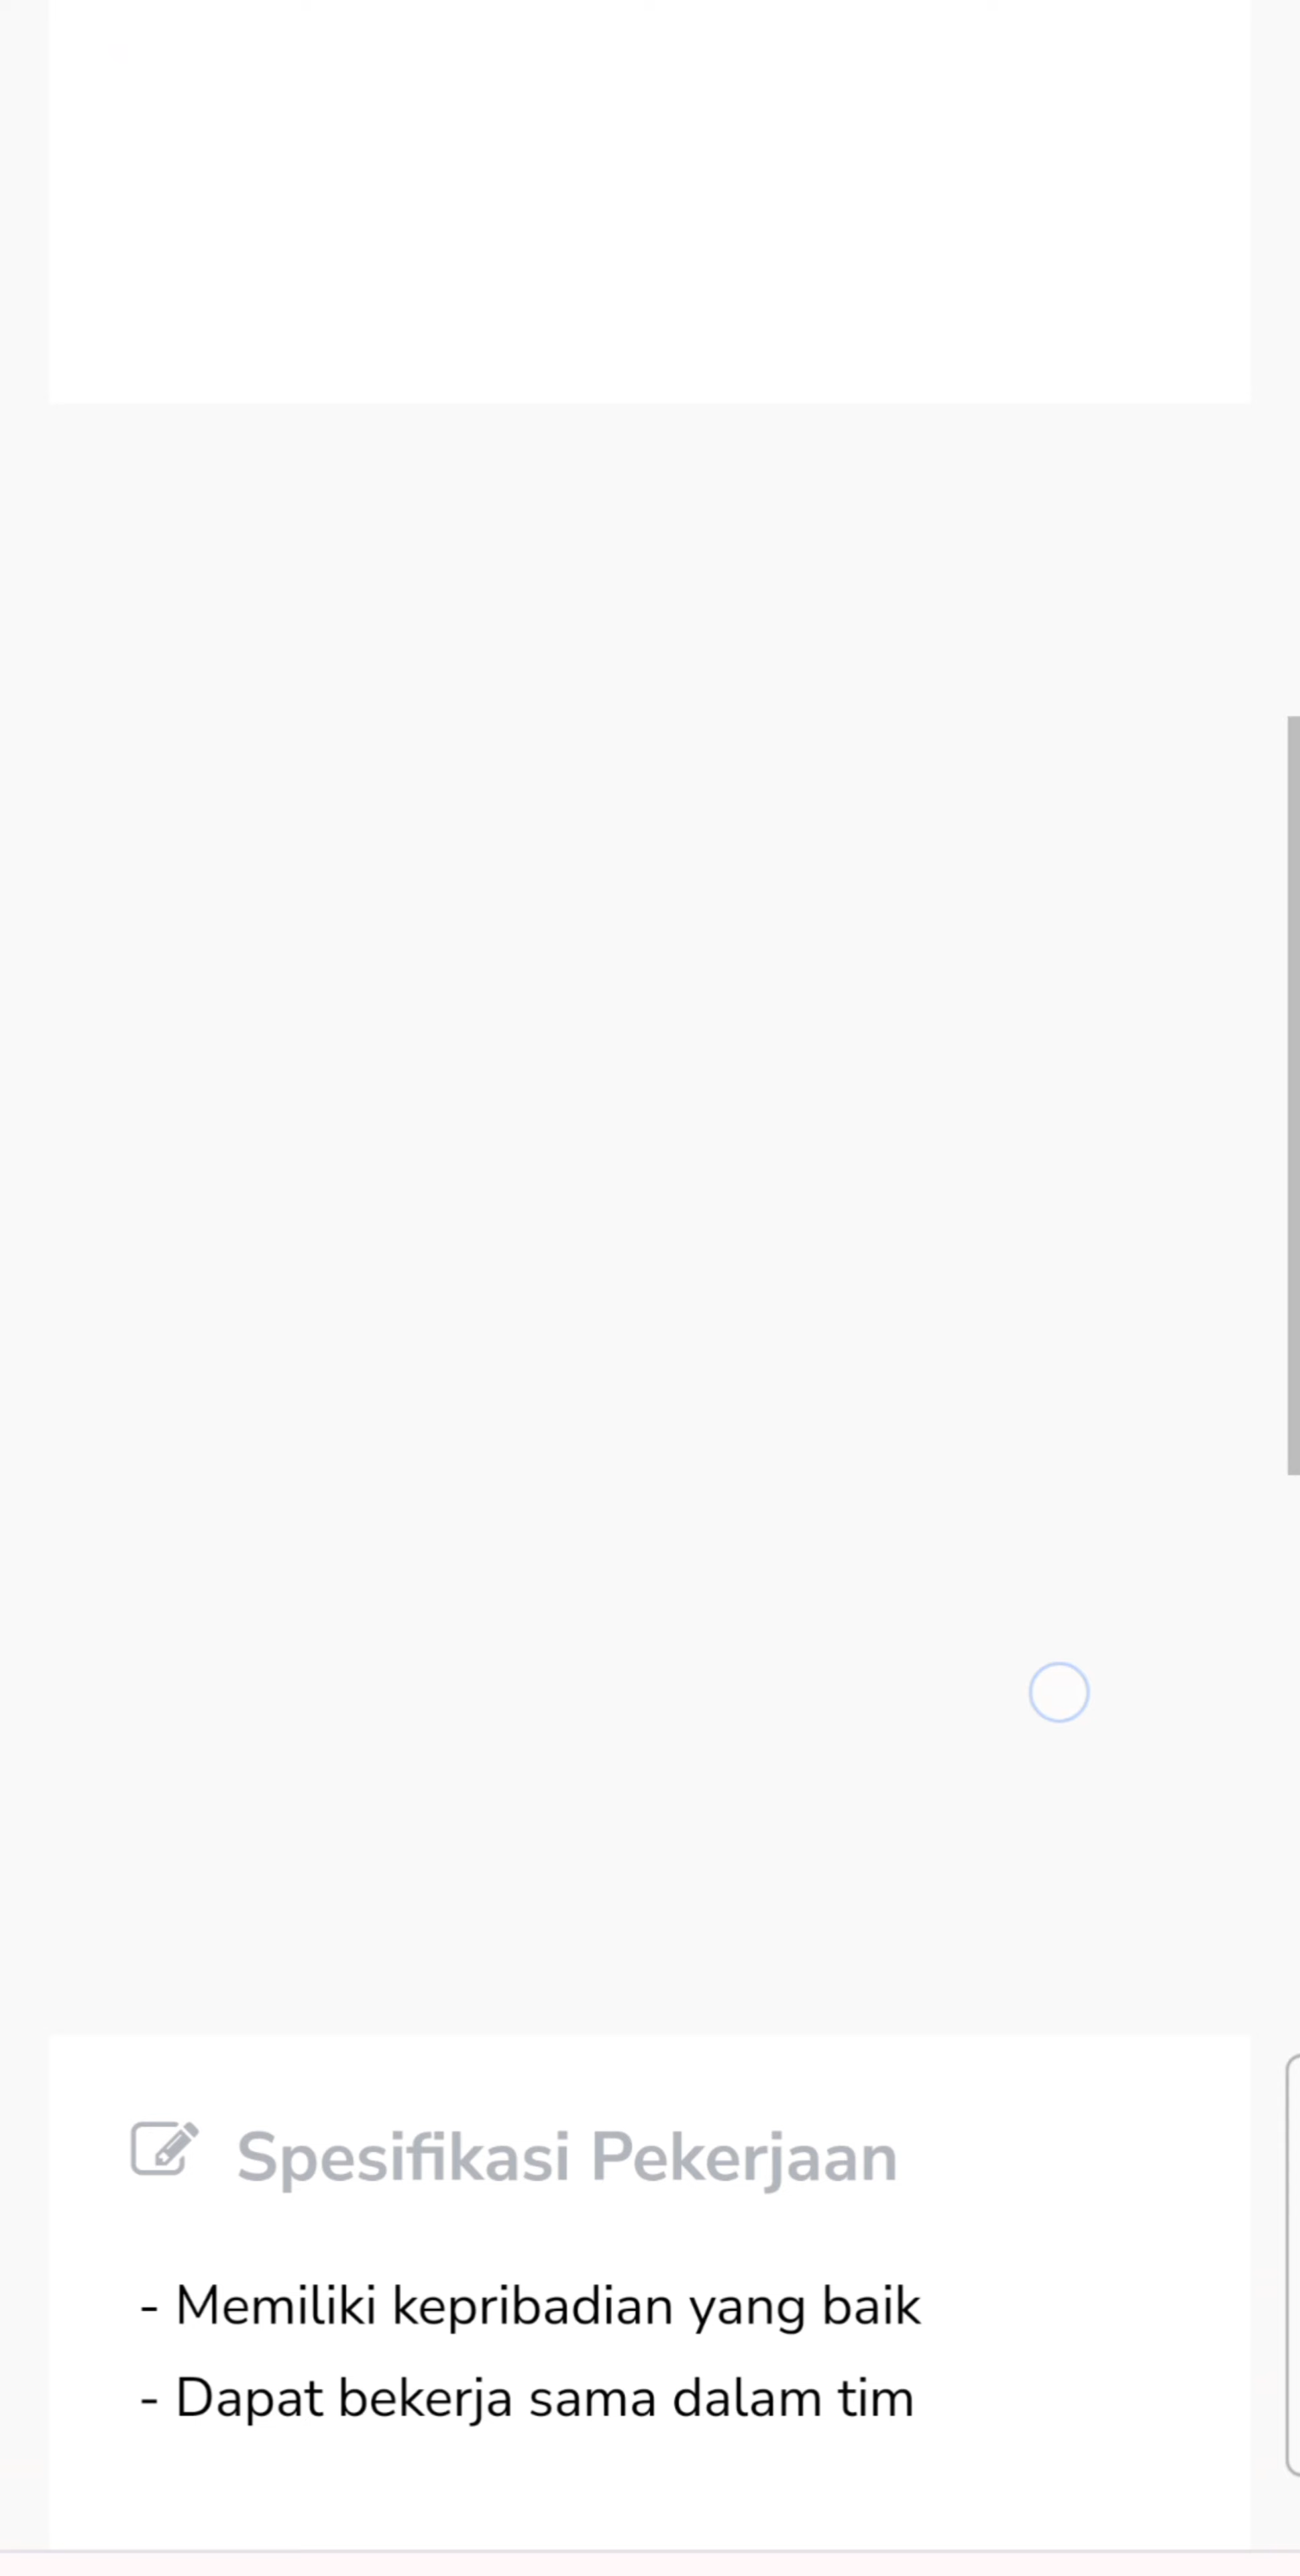 Spesifikasi Pekerjaan
- Memiliki kepribadian yang baik
- Dapat bekerja sama dalam tim